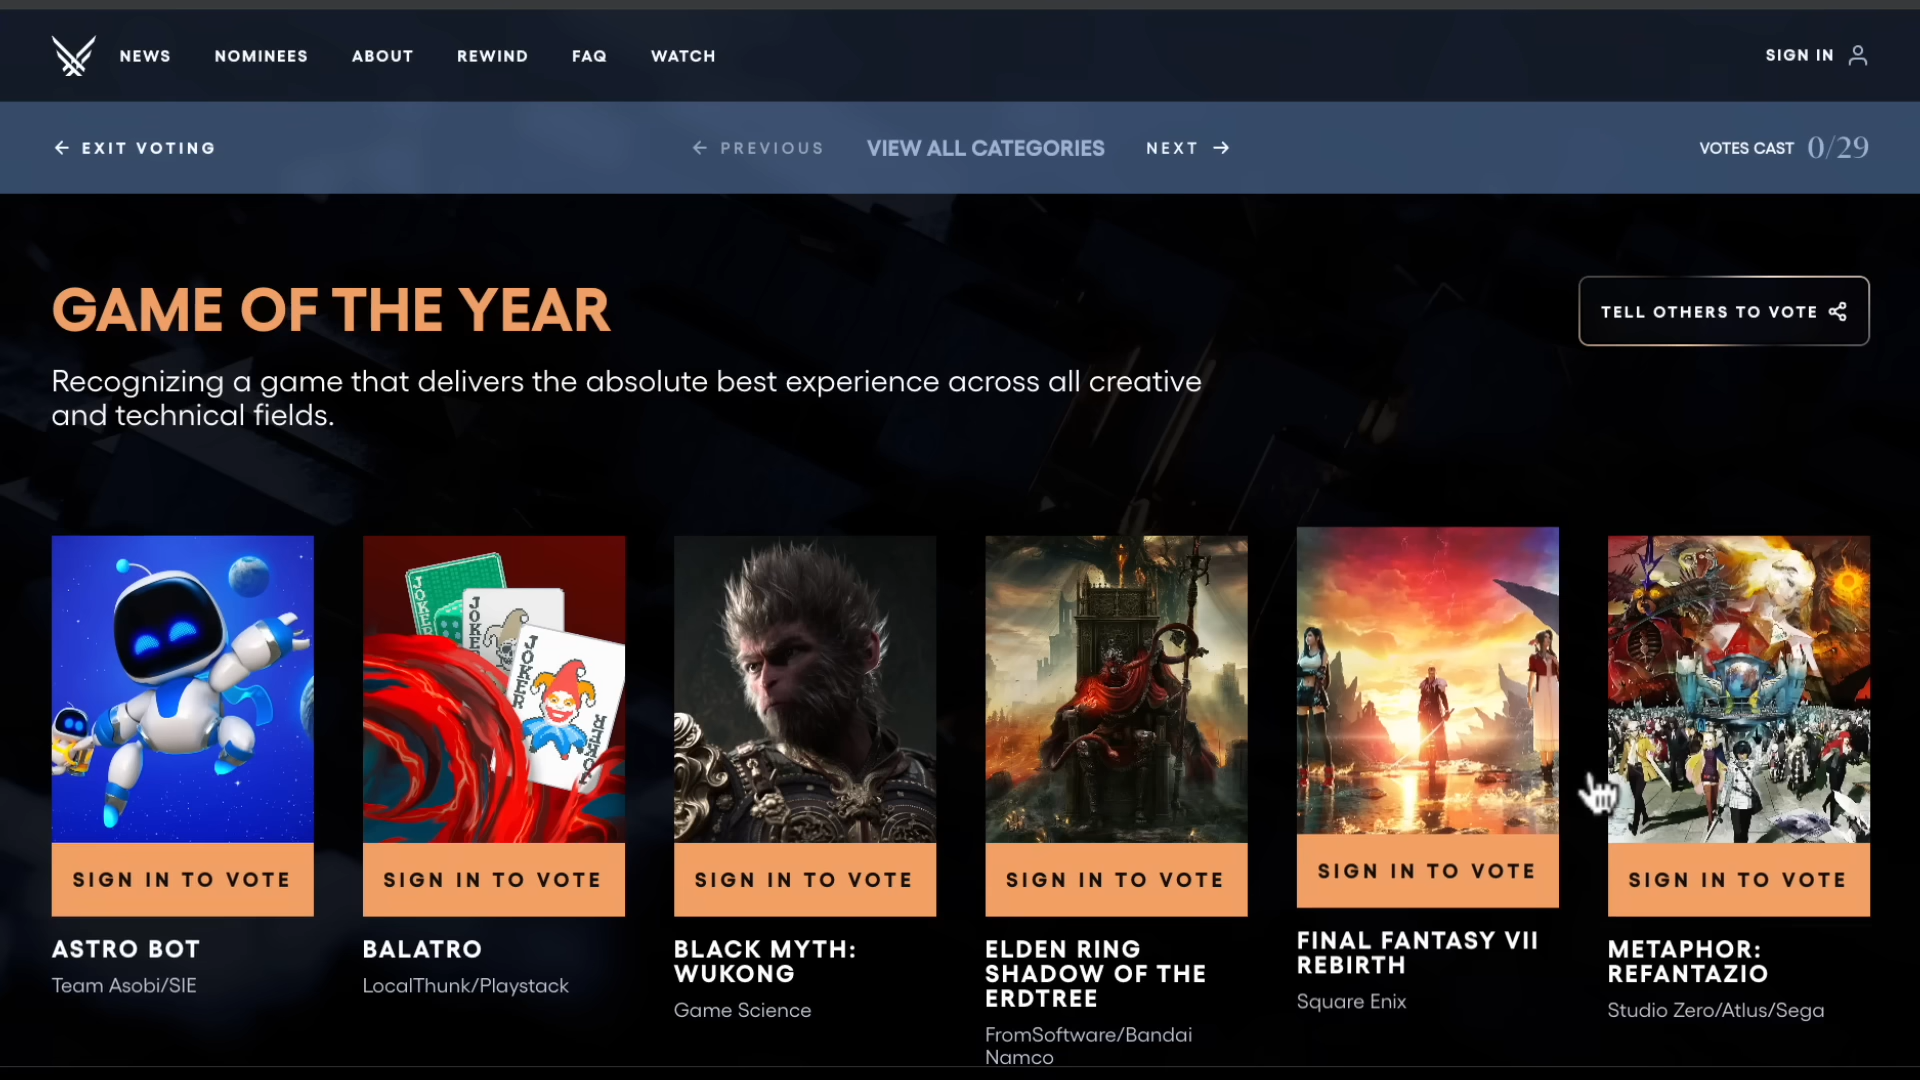 NEWS NOMINEES ABOUT REWIND FAQ WATCH SIGN IN
EXIT VOTING PREVIOUS VIEW ALL CATEGORIES NEXT VOTES CAST 0/29
GAME OF THE YEAR
TELL OTHERS TO VOTE
Recognizing a game that delivers the absolute best experience across all creative
and technical fields.
JOKER
JOKER
JOKER
JOKER
SIGN IN TO VOTE
ASTRO BOT
Team Asobi/SIE
SIGN IN TO VOTE
BALATRO
LocalThunk/Playstack
SIGN IN TO VOTE
BLACK MYTH:
WUKONG
Game Science
SIGN IN TO VOTE
ELDEN RING
SHADOW OF THE
ERDTREE
FromSoftware/Bandai
Namco
SIGN IN TO VOTE
FINAL FANTASY VII
REBIRTH
Square Enix
SIGN IN TO VOTE
METAPHOR:
REFANTAZIO
Studio Zero/Atlus/Sega